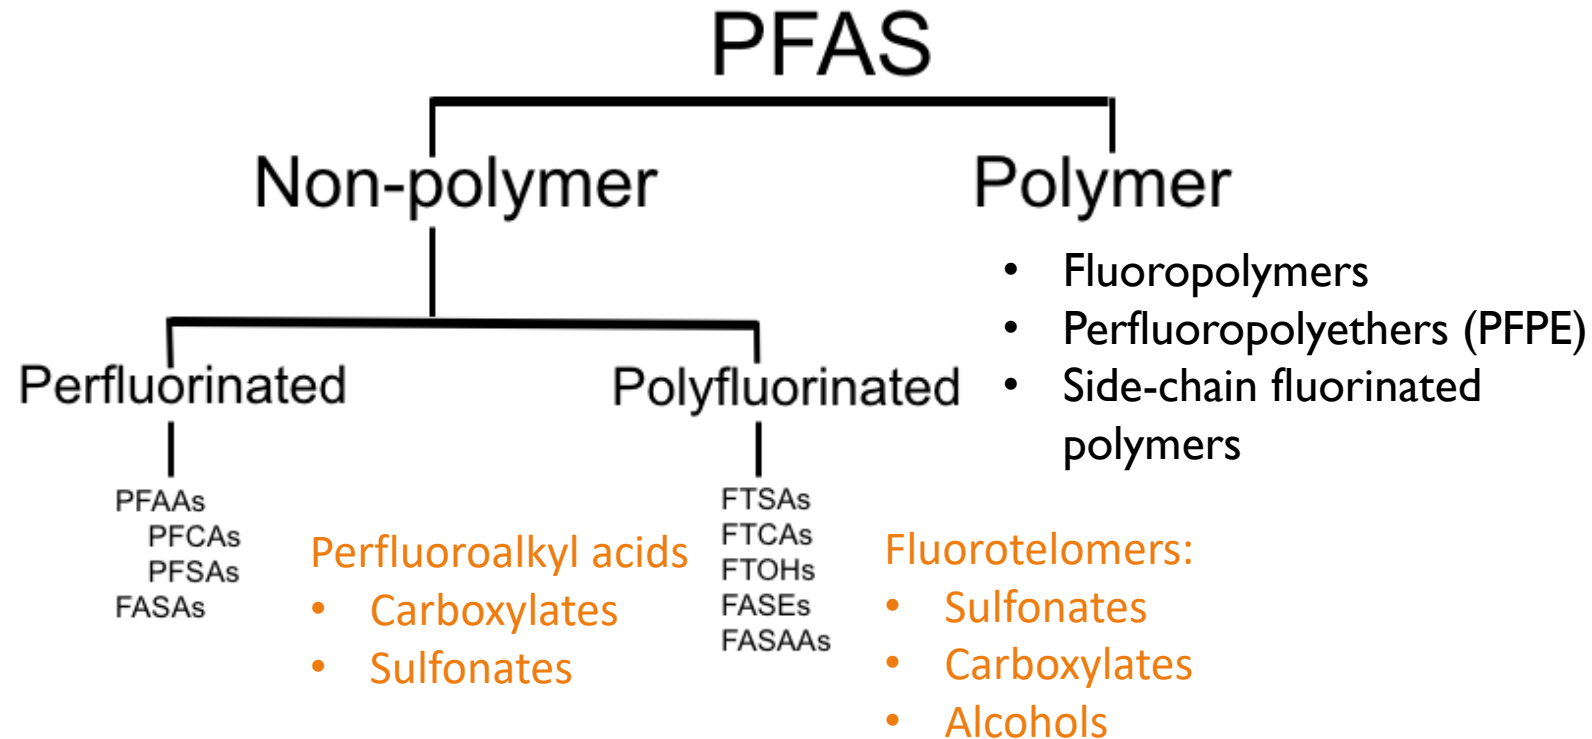 PFAS
Non-polymer
Polymer
• Fluoropolymers
• Perfluoropolyethers (PFPE)
• Side-chain fluorinated
polymers
Perfluorinated
Polyfluorinated
PFAAs
PFCAs
PFSAs
FASAs
Perfluoroalkyl acids
• Carboxylates
• Sulfonates
FTSAs
FTCAs
FTOHs
FASEs
FASAAs
Fluorotelomers:
• Sulfonates
• Carboxylates
• Alcohols